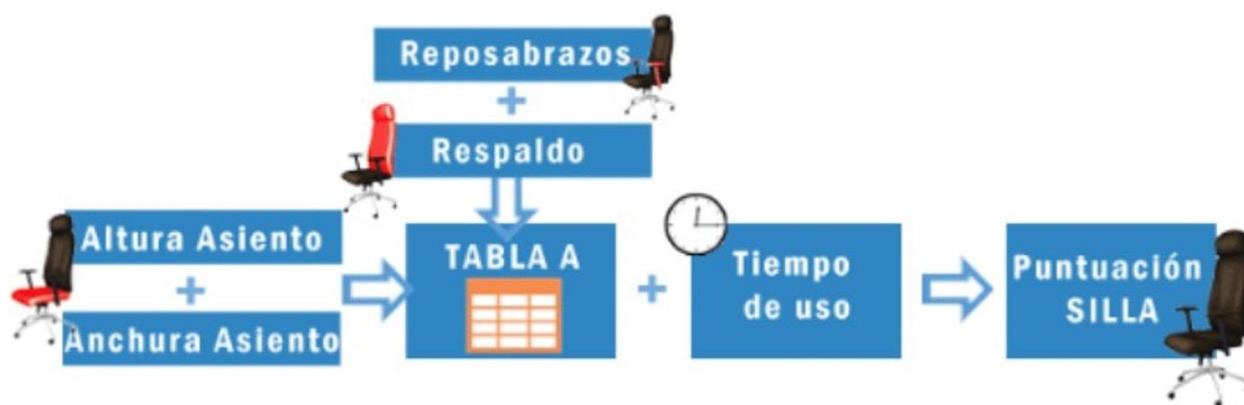 Reposabrazos
+
Respaldo
Altura Asiento
+
Anchura Asiento
TABLA A
+
Tiempo
de uso
Puntuación
SILLA